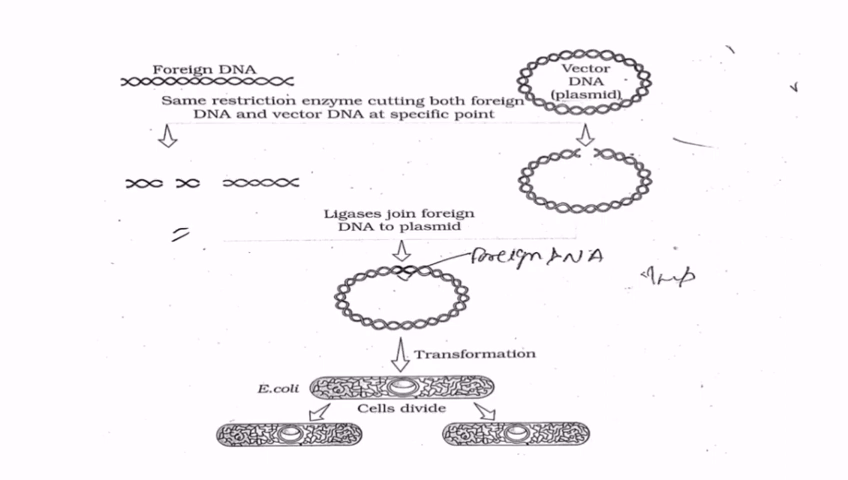 Foreign DNA
Vector
DNA
(plasmid)
Same restriction enzyme cutting both foreign
DNA and vector DNA at specific point
Ligases join foreign
DNA to plasmid
Foreign DNA
Imp
Transformation
E.coli
Cells divide